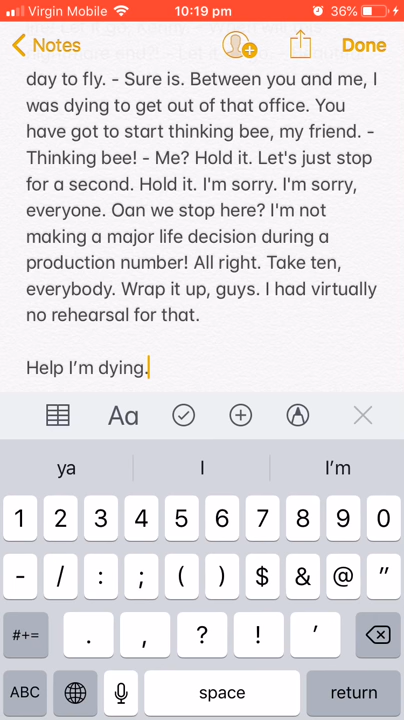 Virgin Mobile 10:19 pm 36%
Notes Done
day to fly. - Sure is. Between you and me, I
was dying to get out of that office. You
have got to start thinking bee, my friend. -
Thinking bee! - Me? Hold it. Let's just stop
for a second. Hold it. I'm sorry. I'm sorry,
everyone. Oan we stop here? I'm not
making a major life decision during a
production number! All right. Take ten,
everybody. Wrap it up, guys. I had virtually
no rehearsal for that.
Help I’m dying.
Aa
ya I I’m
1 2 3 4 5 6 7 8 9 0
- / : ; ( ) $ & @ ”
#+= . , ? ! ’
ABC space return